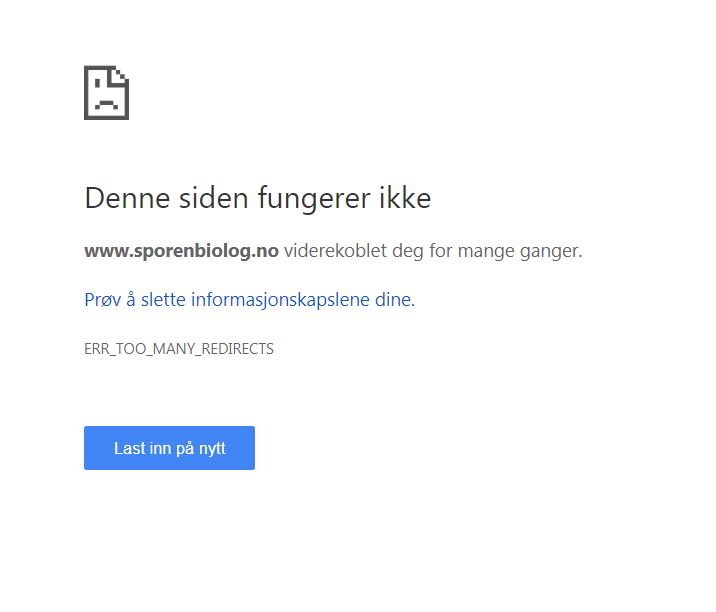 Denne siden fungerer ikke
www.sporenbiolog.no viderekoblet deg for mange ganger.
Prøv å slette informasjonskapslene dine.
ERR_TOO_MANY_REDIRECTS
Last inn på nytt